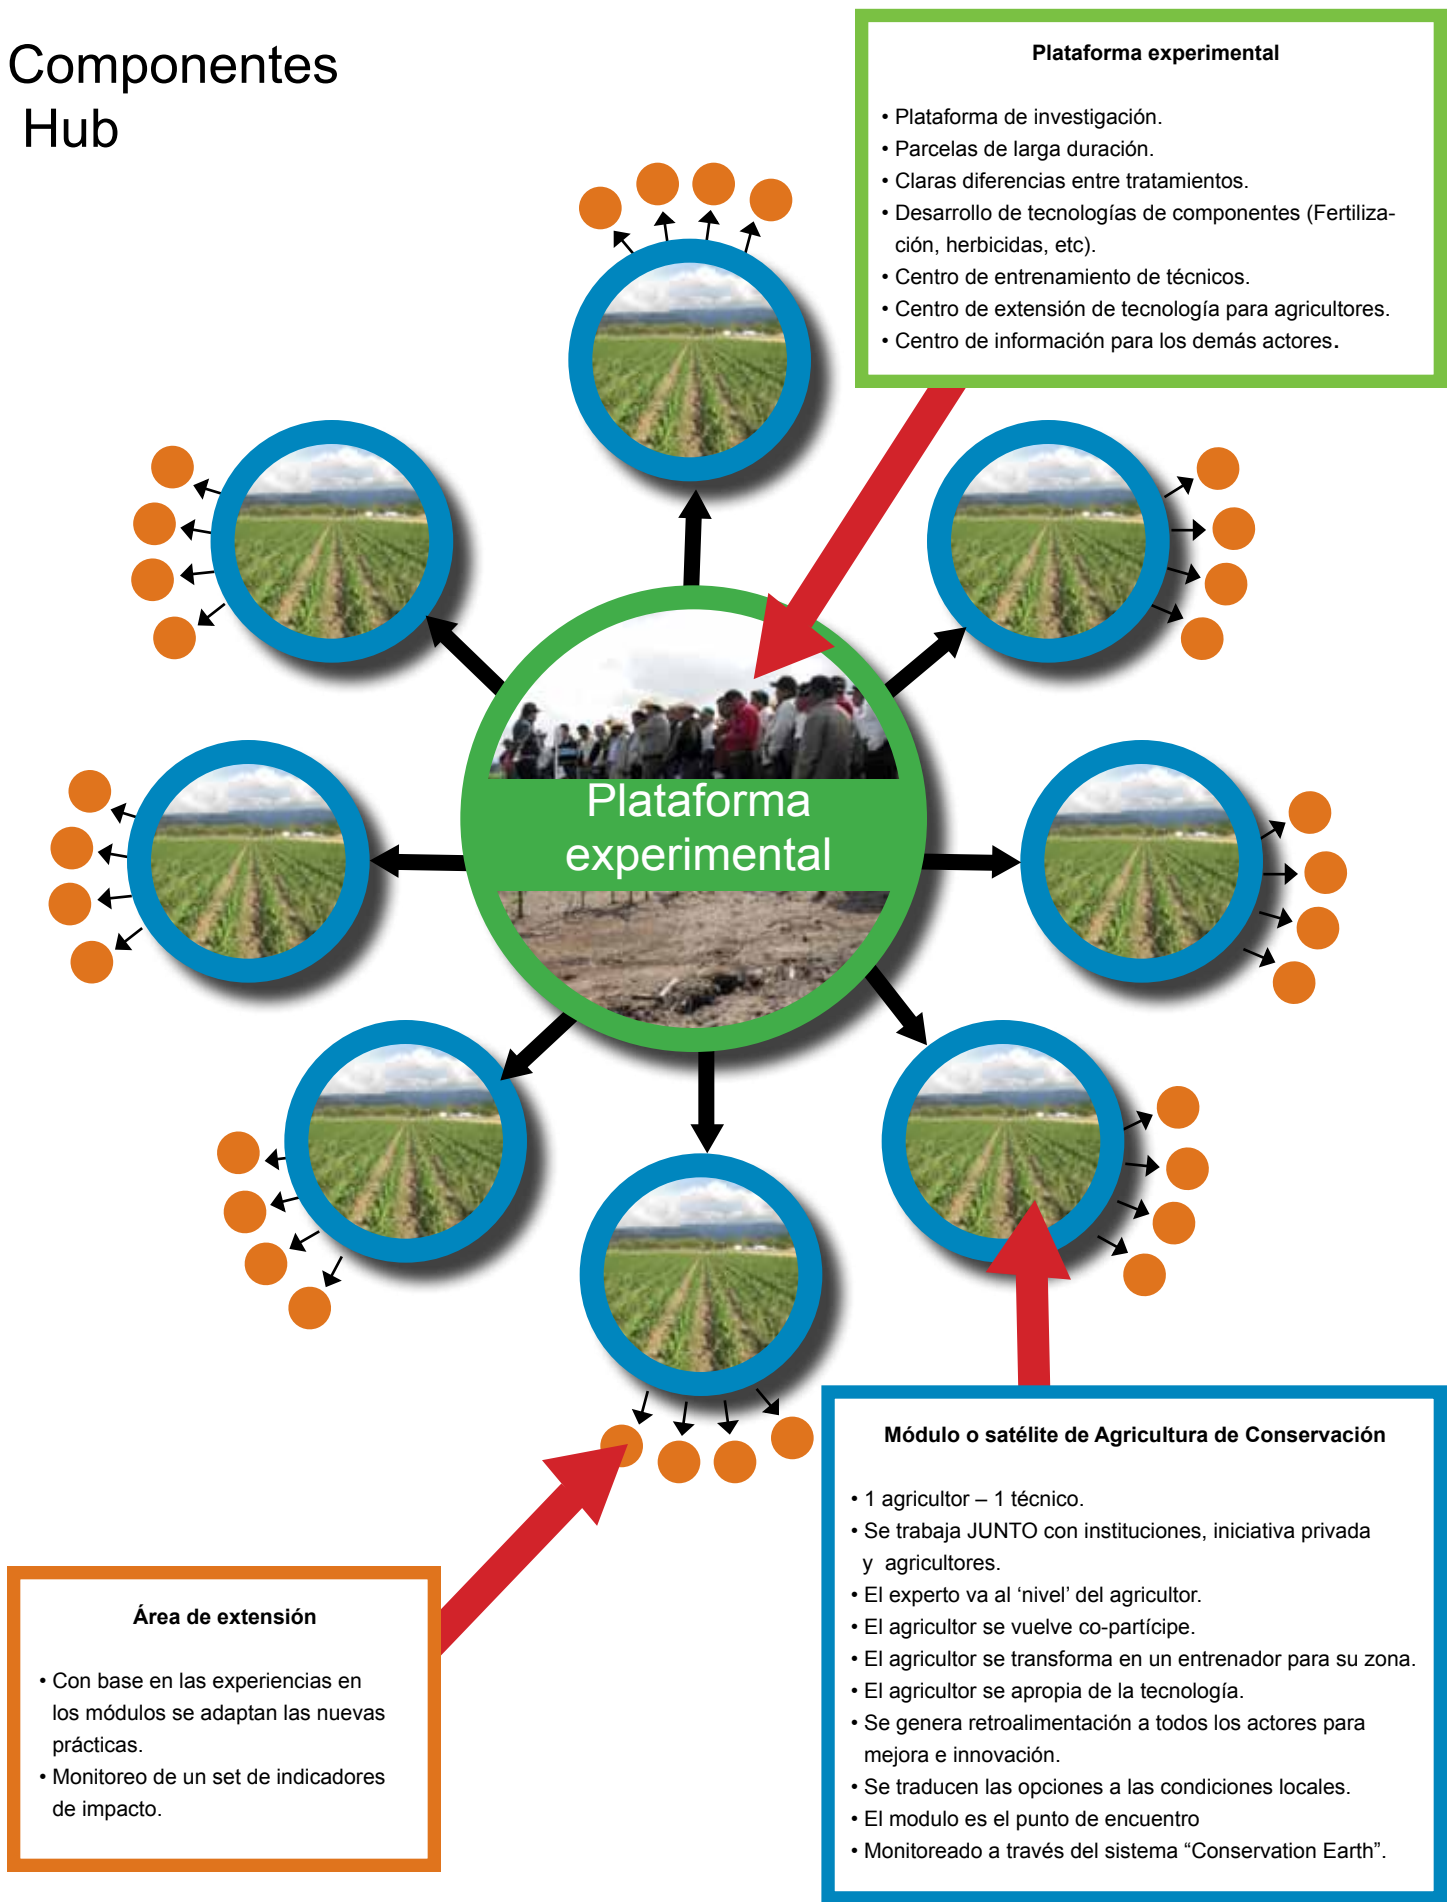 Componentes
Hub
Plataforma experimental
• Plataforma de investigación.
• Parcelas de larga duración.
• Claras diferencias entre tratamientos.
• Desarrollo de tecnologías de componentes (Fertiliza-
ción, herbicidas, etc).
• Centro de entrenamiento de técnicos.
• Centro de extensión de tecnología para agricultores.
• Centro de información para los demás actores.
Plataforma
experimental
Módulo o satélite de Agricultura de Conservación
• 1 agricultor – 1 técnico.
• Se trabaja JUNTO con instituciones, iniciativa privada
y agricultores.
• El experto va al ‘nivel’ del agricultor.
• El agricultor se vuelve co-partícipe.
• El agricultor se transforma en un entrenador para su zona.
• El agricultor se apropia de la tecnología.
• Se genera retroalimentación a todos los actores para
mejora e innovación.
• Se traducen las opciones a las condiciones locales.
• El modulo es el punto de encuentro
• Monitoreado a través del sistema “Conservation Earth”.
Área de extensión
• Con base en las experiencias en
los módulos se adaptan las nuevas
prácticas.
• Monitoreo de un set de indicadores
de impacto.